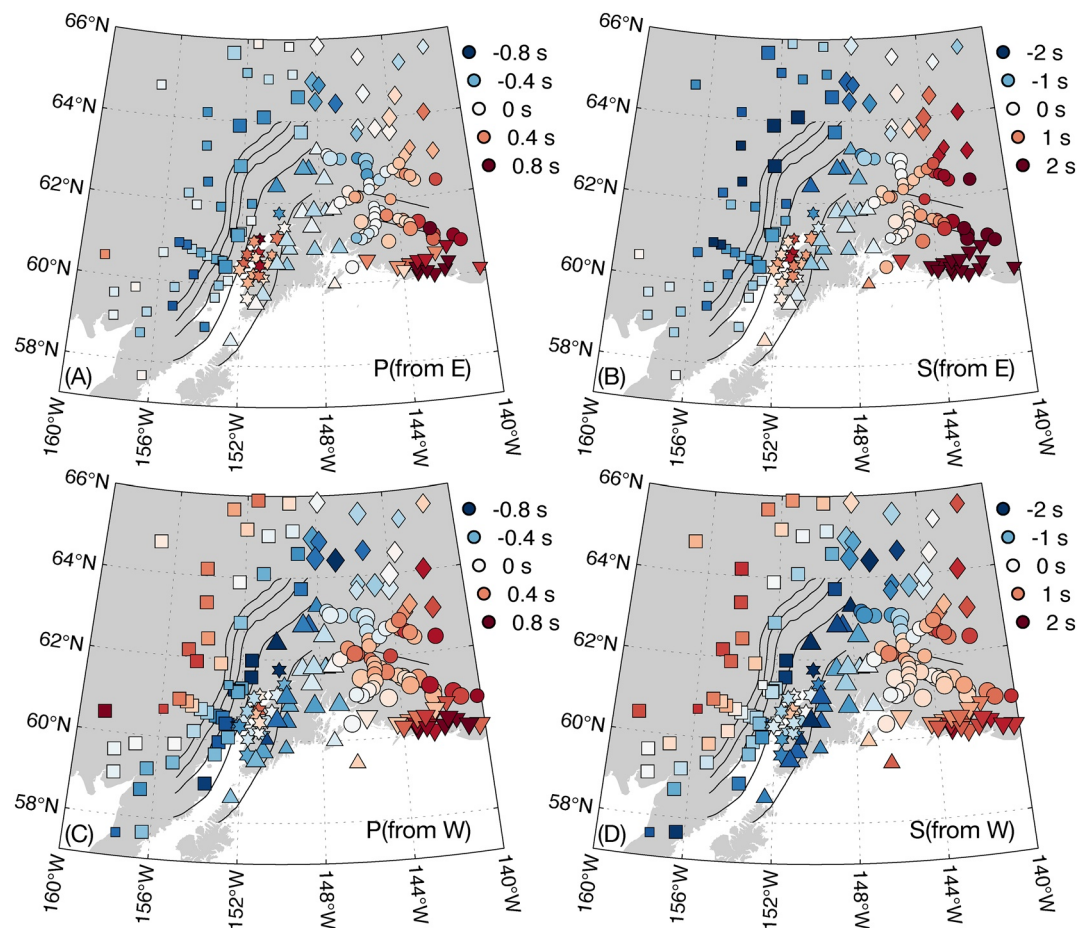 66°N
64°N
62°N
60°N
58°N
160°W
156°W
152°W
148°W
144°W
140°W
-0.8 s
-0.4 s
0 s
0.4 s
0.8 s
(A)
P(from E)
66°N
64°N
62°N
60°N
58°N
160°W
156°W
152°W
148°W
144°W
140°W
-2 s
-1 s
0 s
1 s
2 s
(B)
S(from E)
66°N
64°N
62°N
60°N
58°N
160°W
156°W
152°W
148°W
144°W
140°W
-0.8 s
-0.4 s
0 s
0.4 s
0.8 s
(C)
P(from W)
66°N
64°N
62°N
60°N
58°N
160°W
156°W
152°W
148°W
144°W
140°W
-2 s
-1 s
0 s
1 s
2 s
(D)
S(from W)